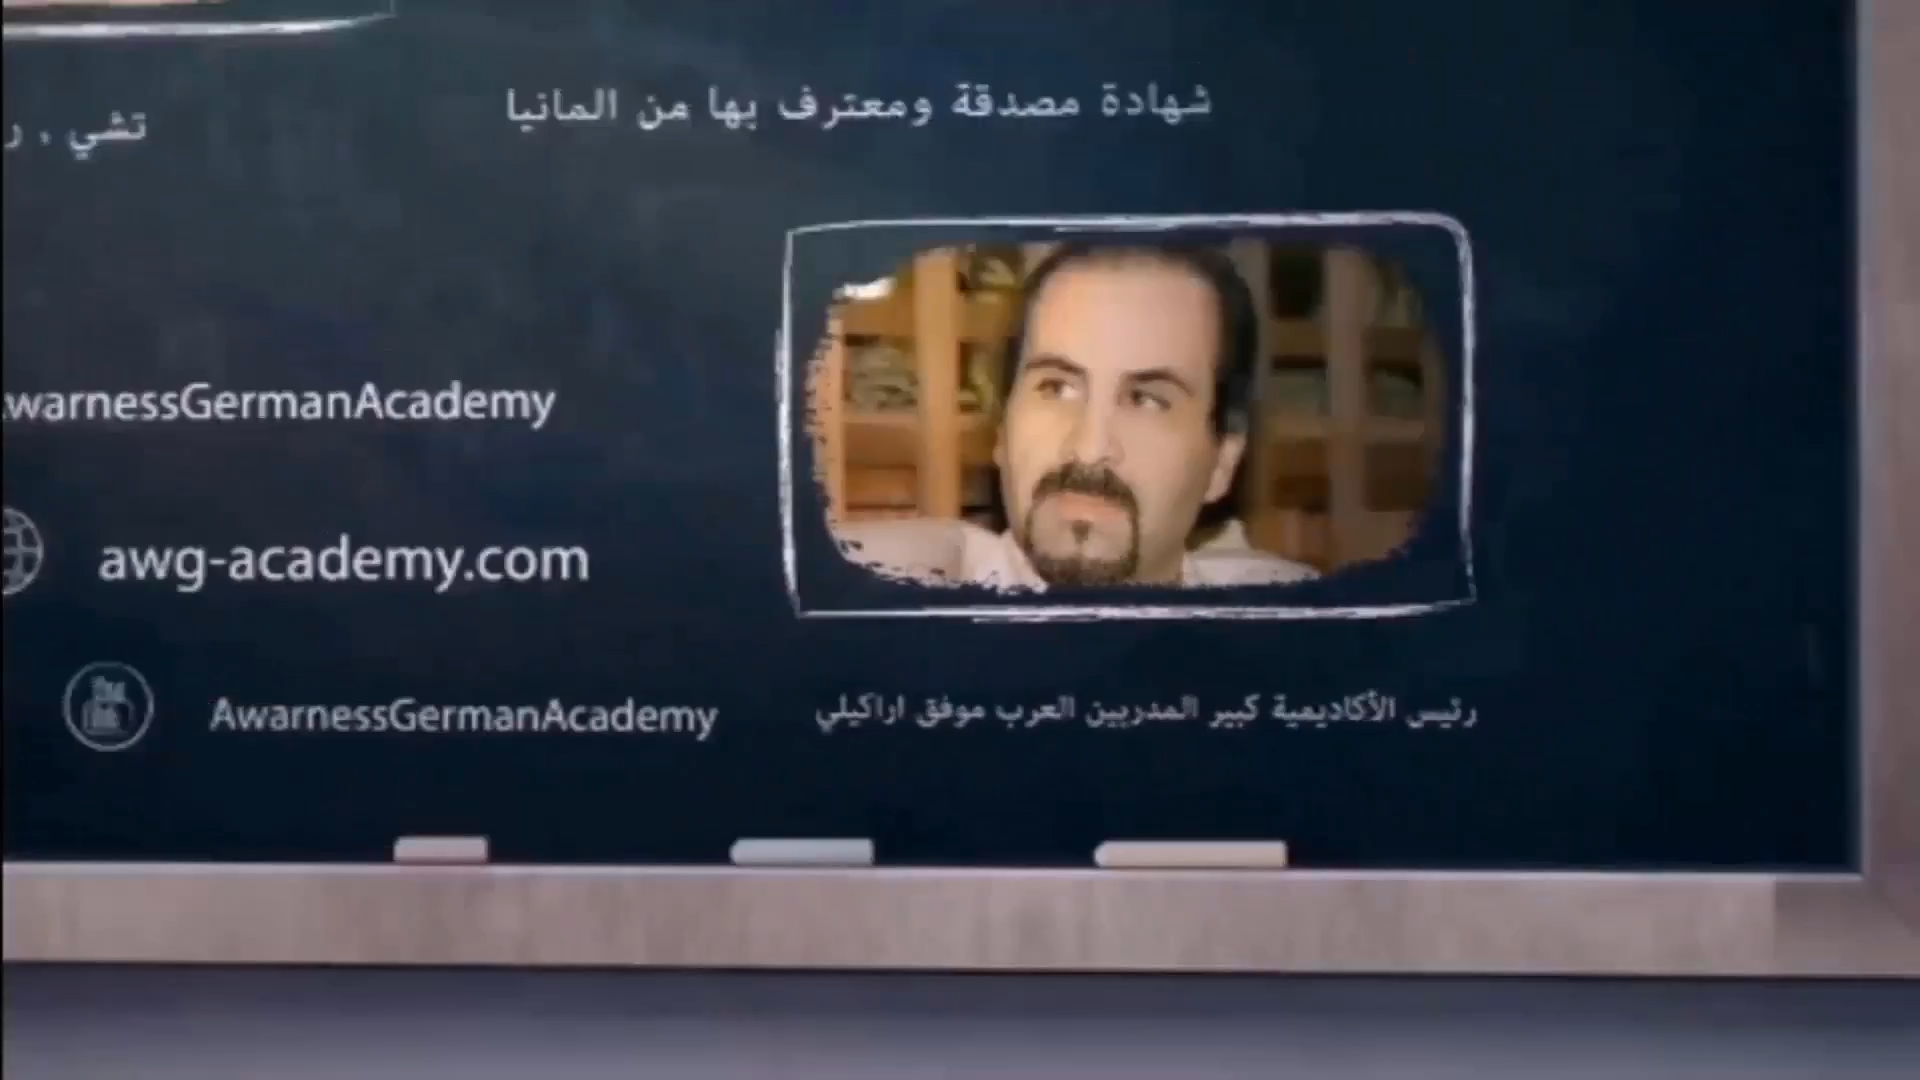 شهادة مصدقة ومعترف بها من المانيا
تشي ، ر
warnessGermanAcademy
awg-academy.com
AwarnessGermanAcademy
رئيس الأكاديمية كبير المدربين العرب موفق اراكيلي